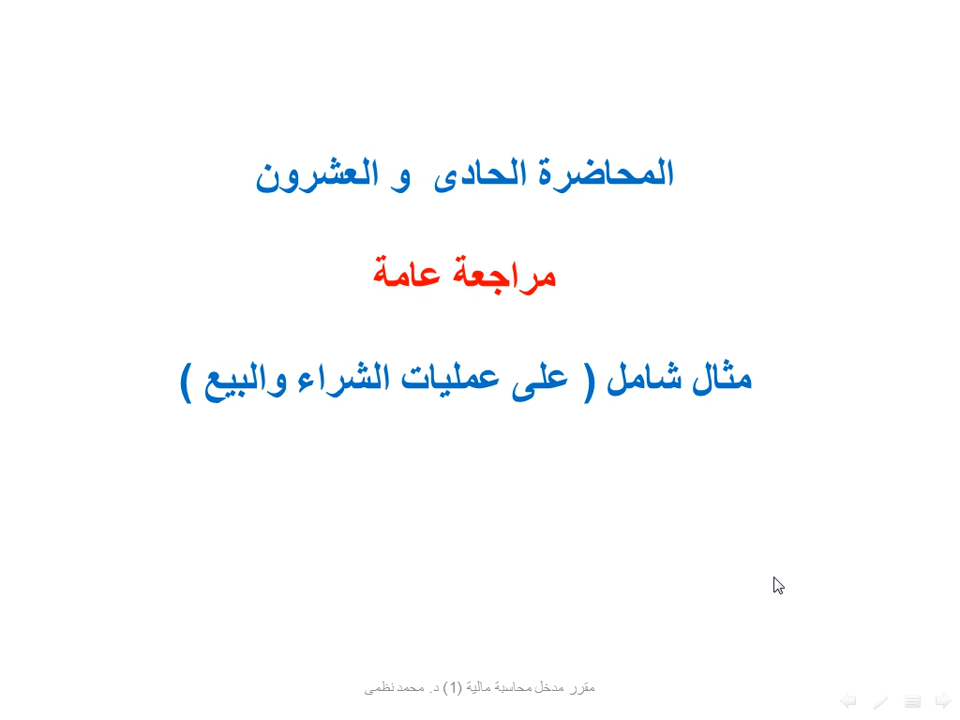 المحاضرة الحادى و العشرون
مراجعة عامة
مثال شامل ( على عمليات الشراء والبيع )
مقرر مدخل محاسبة مالية (1) د. محمد نظمى